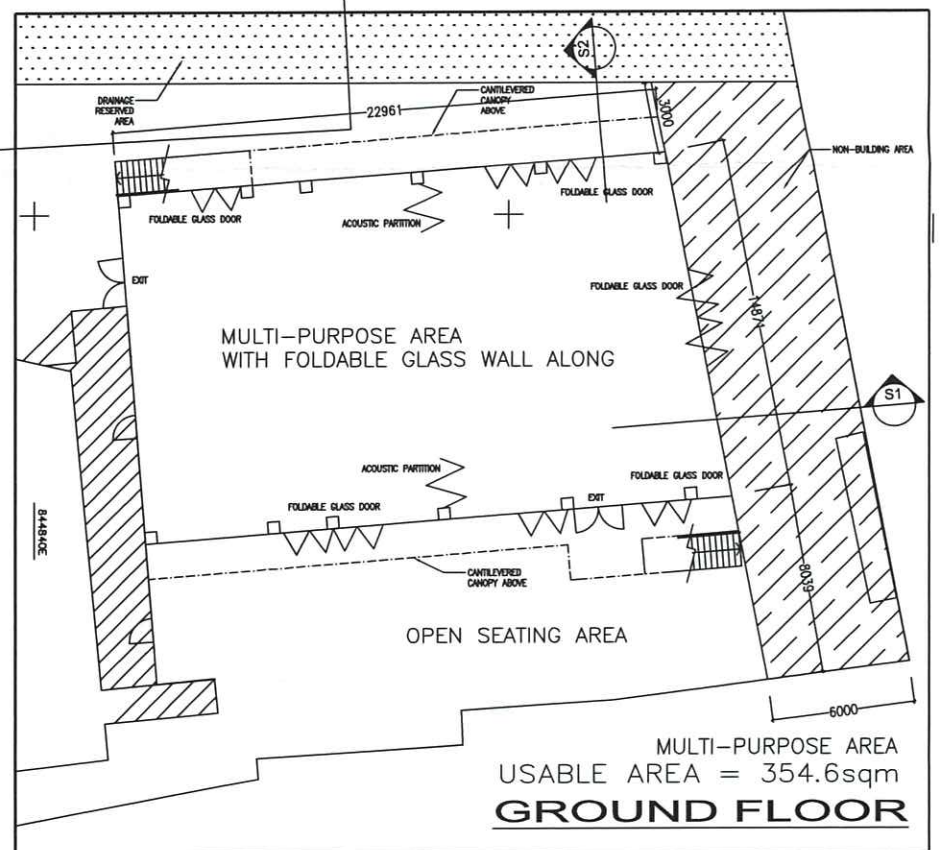 S2
DRAINAGE
RESERVED
AREA
22961
CANTILEVERED
CANOPY
ABOVE
3000
NON-BUILDING AREA
FOLDABLE GLASS DOOR
ACOUSTIC PARTITION
FOLDABLE GLASS DOOR
EXIT
FOLDABLE GLASS DOOR
14871
MULTI-PURPOSE AREA
WITH FOLDABLE GLASS WALL ALONG
S1
ACOUSTIC PARTITION
FOLDABLE GLASS DOOR
FOLDABLE GLASS DOOR
EXIT
844840E
CANTILEVERED
CANOPY ABOVE
8039
OPEN SEATING AREA
6000
MULTI-PURPOSE AREA
USABLE AREA = 354.6sqm
GROUND FLOOR